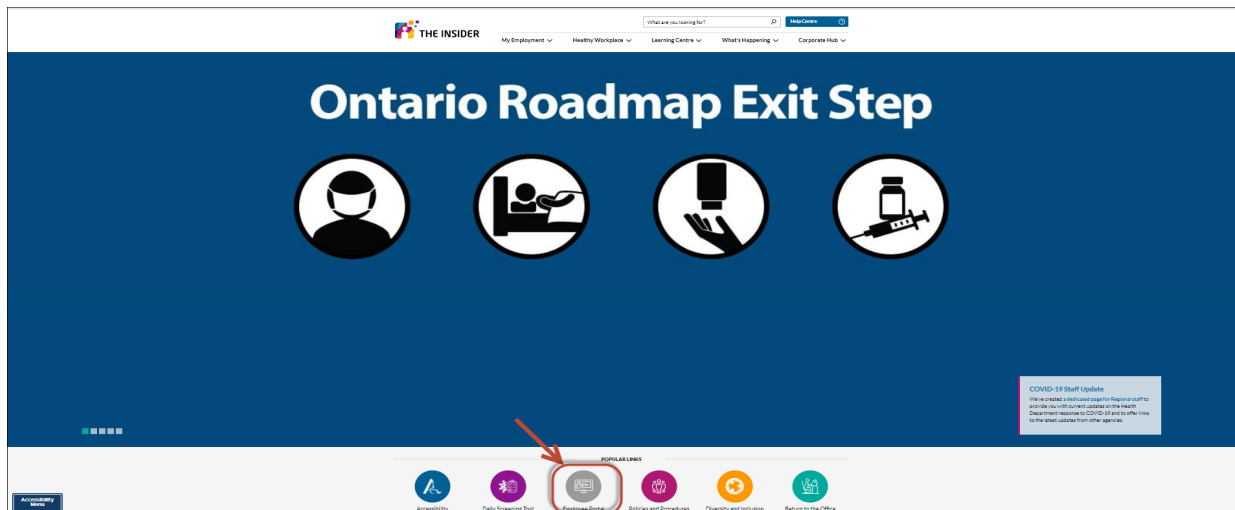 What are you looking for?
Help Centre
THE INSIDER
My Employment
Healthy Workplace
Learning Centre
What's Happening
Corporate Hub
Ontario Roadmap Exit Step
COVID-19 Staff Update
We've created a dedicated page for Regional staff to
provide you with current updates on the Health
Department response to COVID-19 and to offer links
to the latest updates from other agencies.
POPULAR LINKS
Accessibility
Menu
Accessibility
Daily Screening Tool
Employee Portal
Policies and Procedures
Diversity and Inclusion
Return to the Office